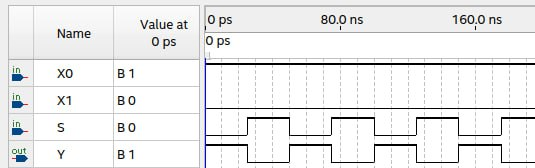 Name Value at 0 ps 0 ps 80.0 ns 160.0 ns
0 ps
in X0 B 1
in X1 B 0
in S B 0
out Y B 1